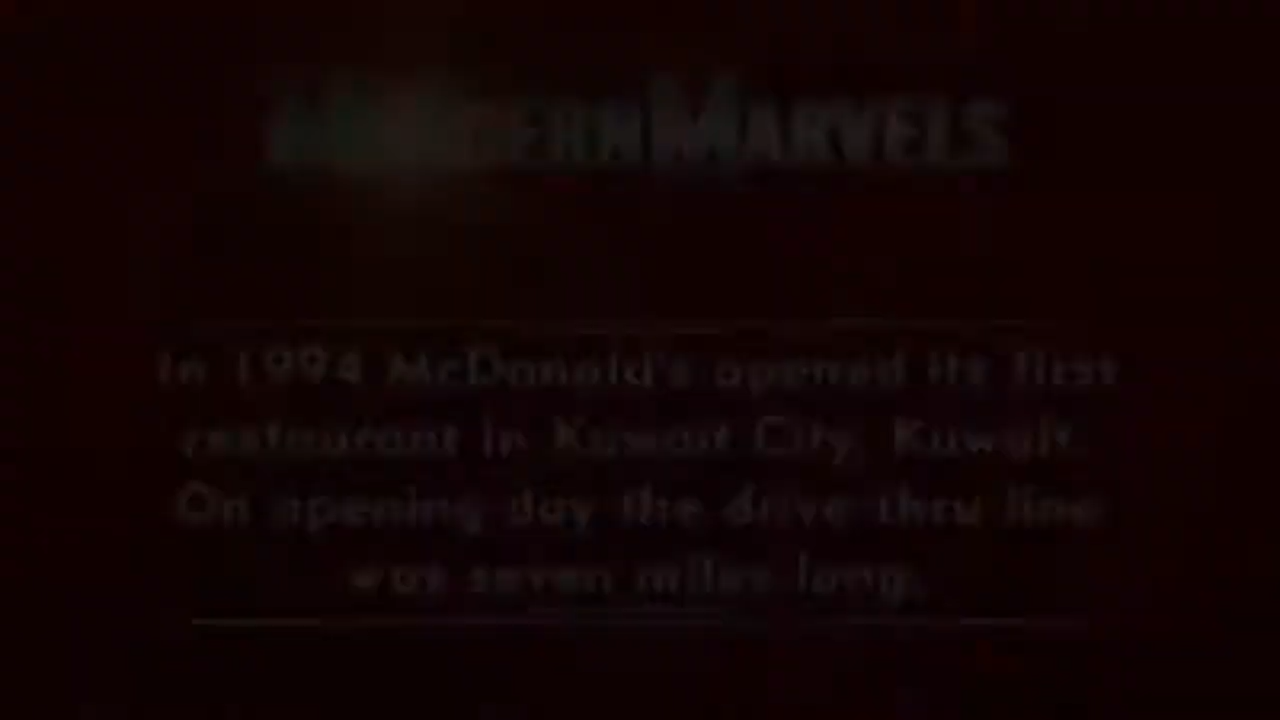 Modern Marvels
In 1994 McDonald's opened its first
restaurant in Kuwait City, Kuwait.
On opening day the drive thru line
was seven miles long.